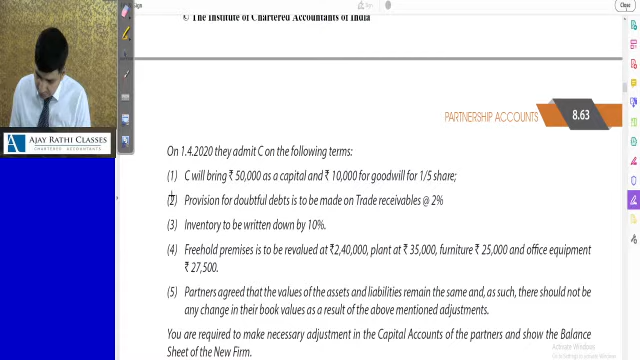 Sign
© The Institute of Chartered Accountants of India
Sign
Close
PARTNERSHIP ACCOUNTS
8.63
AJAY RATHI CLASSES
On 1.4.2020 they admit C on the following terms:
(1) C will bring ₹ 50,000 as a capital and ₹ 10,000 for goodwill for 1/5 share;
(2) Provision for doubtful debts is to be made on Trade receivables @ 2%
(3) Inventory to be written down by 10%.
(4) Freehold premises is to be revalued at ₹2,40,000, plant at ₹ 35,000, furniture ₹ 25,000 and office equipment
₹ 27,500.
(5) Partners agreed that the values of the assets and liabilities remain the same and, as such, there should not be
any change in their book values as a result of the above mentioned adjustments.
You are required to make necessary adjustment in the Capital Accounts of the partners and show the Balance
Sheet of the New Firm.
Activate Windows